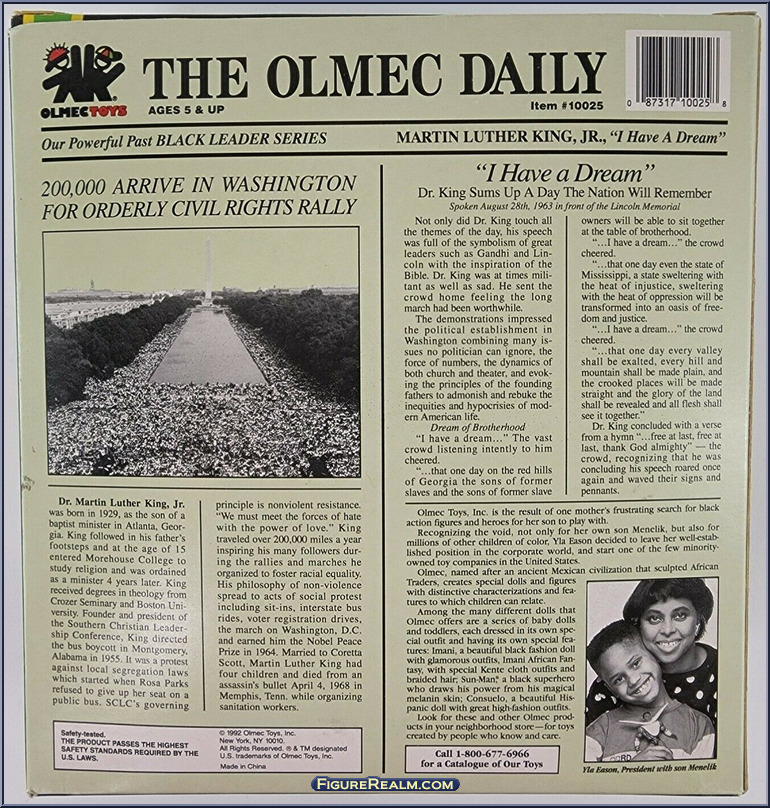 THE OLMEC DAILY
OLMECTOYS
AGES 5 & UP
Item #10025
0 87317 10025 8
Our Powerful Past BLACK LEADER SERIES
MARTIN LUTHER KING, JR., “I Have A Dream”
200,000 ARRIVE IN WASHINGTON
FOR ORDERLY CIVIL RIGHTS RALLY
Dr. Martin Luther King, Jr.
was born in 1929, as the son of a
baptist minister in Atlanta, Geor-
gia. King followed in his father's
footsteps and at the age of 15
entered Morehouse College to
study religion and was ordained
as a minister 4 years later. King
received degrees in theology from
Crozer Seminary and Boston Uni-
versity. Founder and president of
the Southern Christian Leader-
ship Conference, King directed
the bus boycott in Montgomery,
Alabama in 1955. It was a protest
against local segregation laws
which started when Rosa Parks
refused to give up her seat on a
public bus. SCLC's governing
principle is nonviolent resistance.
“We must meet the forces of hate
with the power of love.” King
traveled over 200,000 miles a year
inspiring his many followers dur-
ing the rallies and marches he
organized to foster racial equality.
His philosophy of non-violence
spread to acts of social protest
including sit-ins, interstate bus
rides, voter registration drives,
the march on Washington, D.C.
and earned him the Nobel Peace
Prize in 1964. Married to Coretta
Scott, Martin Luther King had
four children and died from an
assassin's bullet April 4, 1968 in
Memphis, Tenn. while organizing
sanitation workers.
Safety-tested.
THE PRODUCT PASSES THE HIGHEST
SAFETY STANDARDS REQUIRED BY THE
U.S. LAWS.
© 1992 Olmec Toys, Inc.
New York, NY 10010.
All Rights Reserved. ® & TM designated
U.S. trademarks of Olmec Toys, Inc.
Made in China
“I Have a Dream”
Dr. King Sums Up A Day The Nation Will Remember
Spoken August 28th, 1963 in front of the Lincoln Memorial
Not only did Dr. King touch all
the themes of the day, his speech
was full of the symbolism of great
leaders such as Gandhi and Lin-
coln with the inspiration of the
Bible. Dr. King was at times mili-
tant as well as sad. He sent the
crowd home feeling the long
march had been worthwhile.
The demonstrations impressed
the political establishment in
Washington combining many is-
sues no politician can ignore, the
force of numbers, the dynamics of
both church and theater, and evok-
ing the principles of the founding
fathers to admonish and rebuke the
inequities and hypocrisies of mod-
ern American life.
Dream of Brotherhood
“I have a dream...” The vast
crowd listening intently to him
cheered.
“...that one day on the red hills
of Georgia the sons of former
slaves and the sons of former slave
owners will be able to sit together
at the table of brotherhood.
“...I have a dream...” the crowd
cheered.
“...that one day even the state of
Mississippi, a state sweltering with
the heat of injustice, sweltering
with the heat of oppression will be
transformed into an oasis of free-
dom and justice.
“...I have a dream...” the crowd
cheered.
“...that one day every valley
shall be exalted, every hill and
mountain shall be made plain, and
the crooked places will be made
straight and the glory of the land
shall be revealed and all flesh shall
see it together.”
Dr. King concluded with a verse
from a hymn “...free at last, free at
last, thank God almighty” — the
crowd, recognizing that he was
concluding his speech roared once
again and waved their signs and
pennants.
Olmec Toys, Inc. is the result of one mother's frustrating search for black
action figures and heroes for her son to play with.
Recognizing the void, not only for her own son Menelik, but also for
millions of other children of color, Yla Eason decided to leave her well-estab-
lished position in the corporate world, and start one of the few minority-
owned toy companies in the United States.
Olmec, named after an ancient Mexican civilization that sculpted African
Traders, creates special dolls and figures
with distinctive characterizations and fea-
tures to which children can relate.
Among the many different dolls that
Olmec offers are a series of baby dolls
and toddlers, each dressed in its own spe-
cial outfit and having its own special fea-
tures: Imani, a beautiful black fashion doll
with glamorous outfits, Imani African Fan-
tasy, with special Kente cloth outfits and
braided hair, Sun-Man,® a black superhero
who draws his power from his magical
melanin skin; Consuelo, a beautiful His-
panic doll with great high-fashion outfits.
Look for these and other Olmec prod-
ucts in your neighborhood store—for toys
created by people who know and care.
Call 1-800-677-6966
for a Catalogue of Our Toys
Yla Eason, President with son Menelik
FIGUREREALM.COM